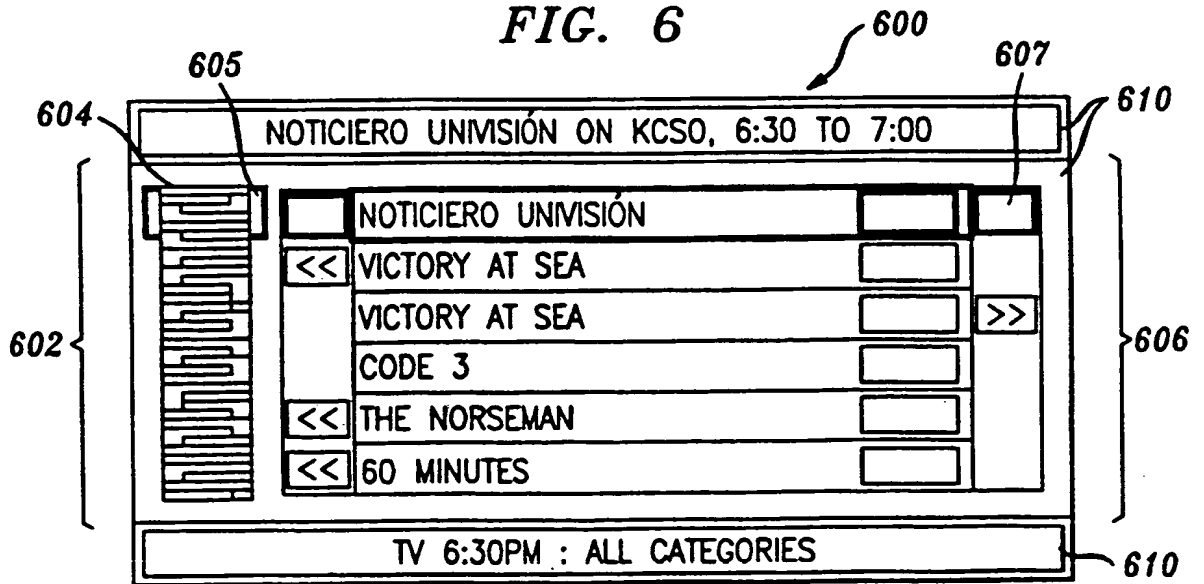 FIG. 6
600
605
607
604
610
NOTICIERO UNIVISIÓN ON KCSO, 6:30 TO 7:00
NOTICIERO UNIVISIÓN
<< VICTORY AT SEA
VICTORY AT SEA >>
602
606
CODE 3
<< THE NORSEMAN
<< 60 MINUTES
TV 6:30PM : ALL CATEGORIES
610